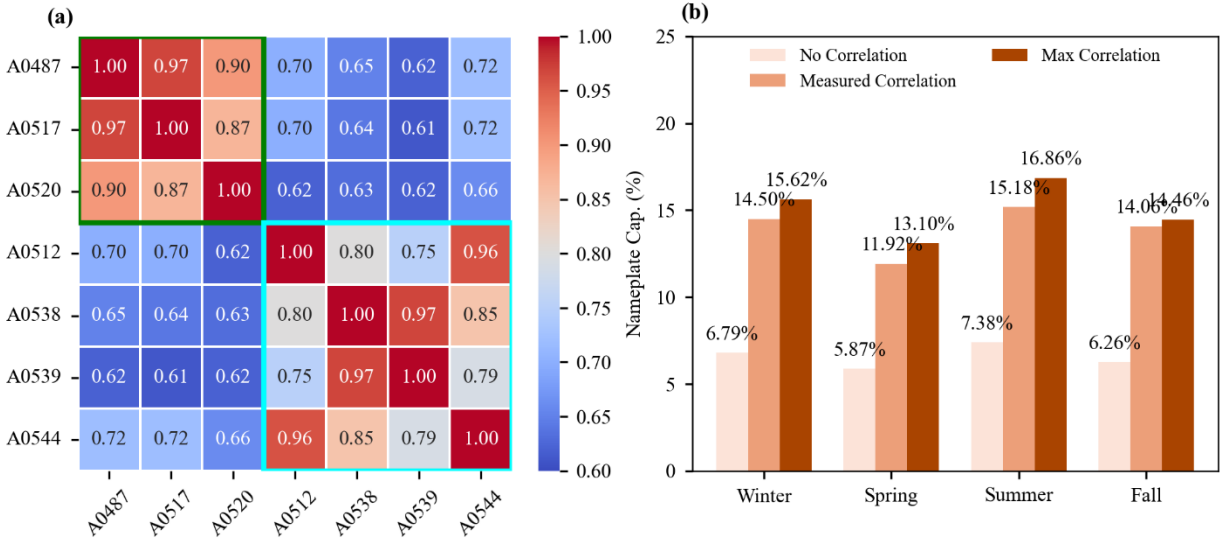 (a)
A0487 1.00 0.97 0.90 0.70 0.65 0.62 0.72
A0517 0.97 1.00 0.87 0.70 0.64 0.61 0.72
A0520 0.90 0.87 1.00 0.62 0.63 0.62 0.66
A0512 0.70 0.70 0.62 1.00 0.80 0.75 0.96
A0538 0.65 0.64 0.63 0.80 1.00 0.97 0.85
A0539 0.62 0.61 0.62 0.75 0.97 1.00 0.79
A0544 0.72 0.72 0.66 0.96 0.85 0.79 1.00
A0487 A0517 A0520 A0512 A0538 A0539 A0544
1.00
0.95
0.90
0.85
0.80
0.75
0.70
0.65
0.60
(b)
Nameplate Cap. (%)
25
20
15
10
5
0
No Correlation
Measured Correlation
Max Correlation
6.79% 14.50% 15.62%
5.87% 11.92% 13.10%
7.38% 15.18% 16.86%
6.26% 14.06% 14.46%
Winter Spring Summer Fall